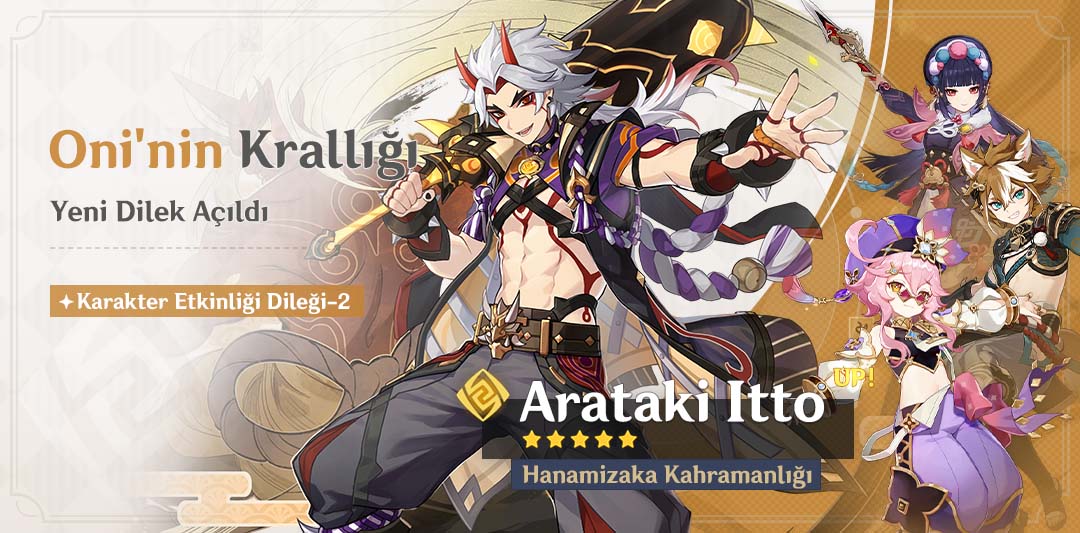 Oni'nin Krallığı
Yeni Dilek Açıldı
Karakter Etkinliği Dileği-2
UP!
Arataki Itto
Hanamizaka Kahramanlığı